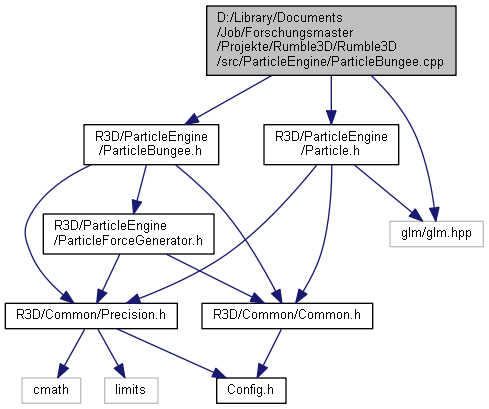 D:/Library/Documents
/Job/Forschungsmaster
/Projekte/Rumble3D/Rumble3D
/src/ParticleEngine/ParticleBungee.cpp
R3D/ParticleEngine
/ParticleBungee.h
R3D/ParticleEngine
/Particle.h
R3D/ParticleEngine
/ParticleForceGenerator.h
glm/glm.hpp
R3D/Common/Precision.h
R3D/Common/Common.h
cmath
limits
Config.h